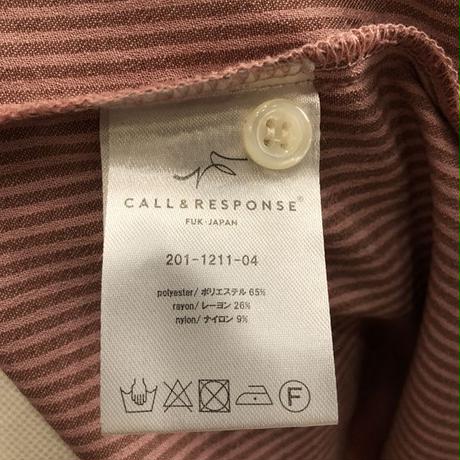 CALL&RESPONSE®
FUK-JAPAN
201-1211-04
polyester/ポリエステル 65%
rayon/レーヨン 26%
nylon/ナイロン 9%
F